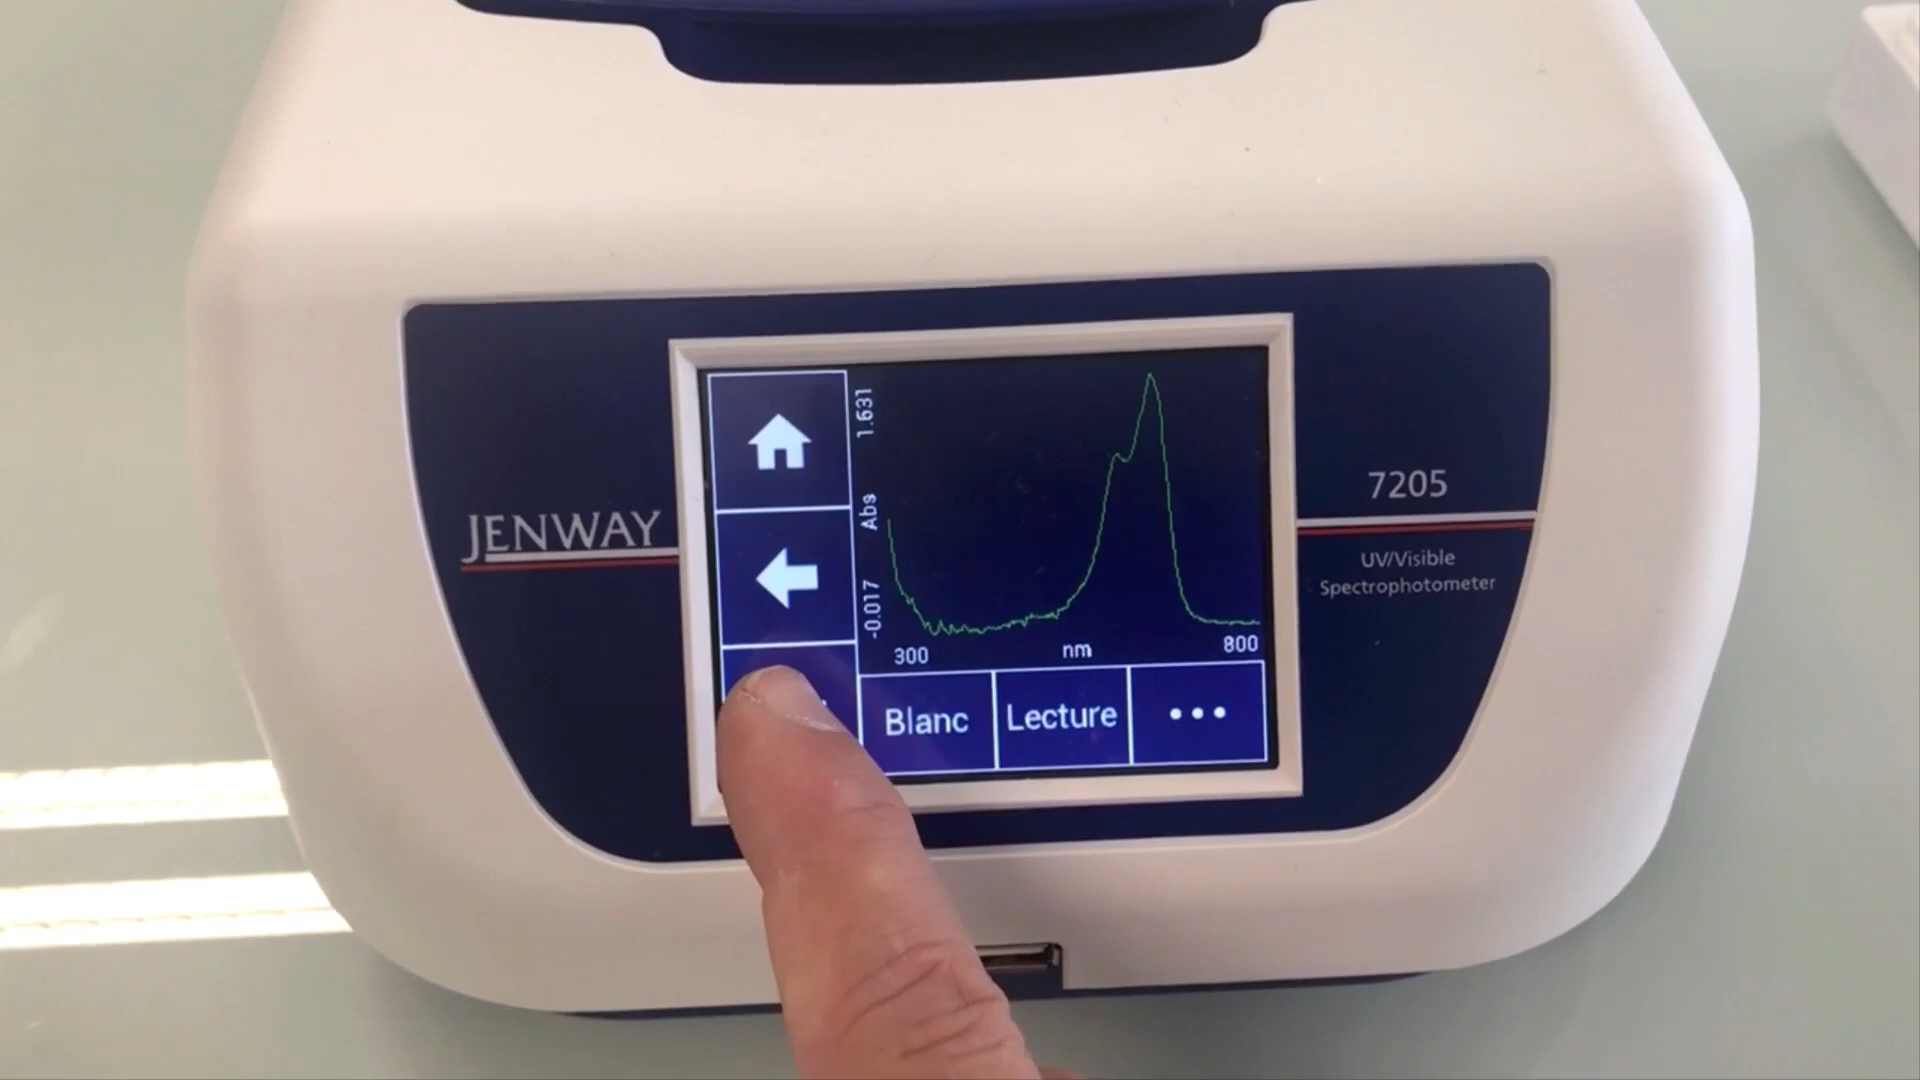 JENWAY
1.631
Abs
-0.017
300 nm 800
Blanc
Lecture
7205
UV/Visible
Spectrophotometer